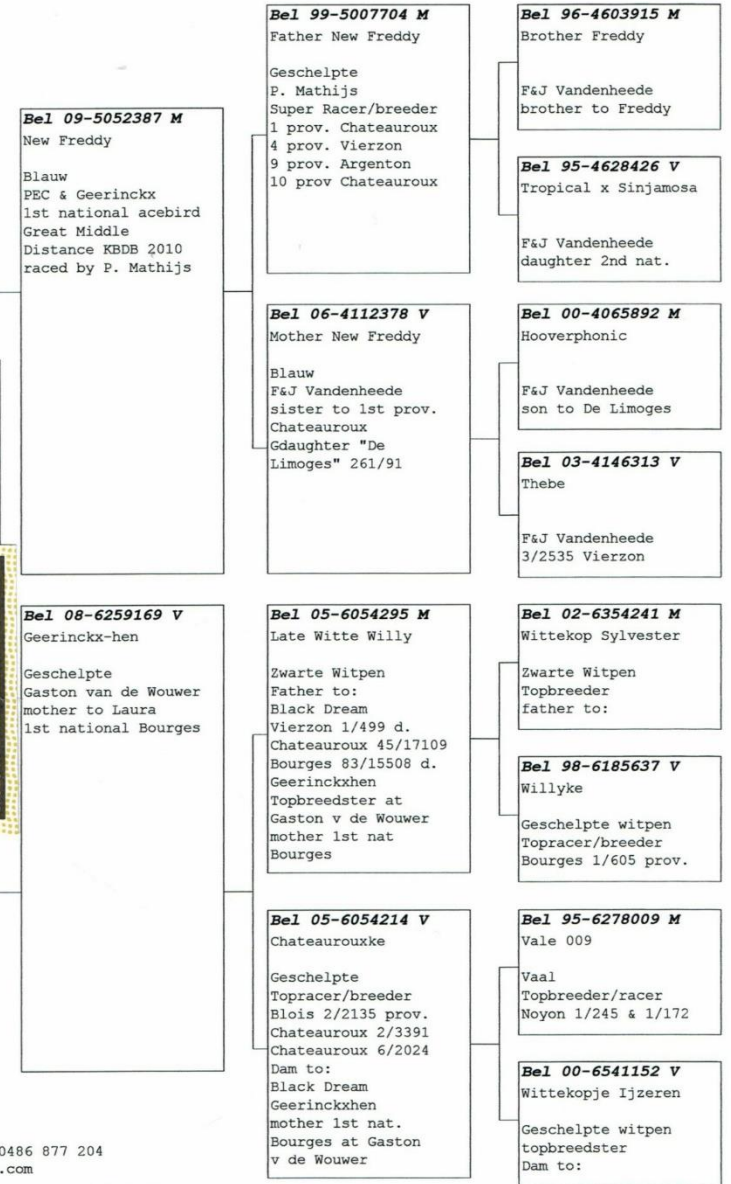 Bel 09-5052387 M
New Freddy
Blauw
PEC & Geerinckx
1st national acebird
Great Middle
Distance KBDB 2010
raced by P. Mathijs
Bel 08-6259169 V
Geerinckx-hen
Geschelpte
Gaston van de Wouwer
mother to Laura
1st national Bourges
Bel 99-5007704 M
Father New Freddy
Geschelpte
P. Mathijs
Super Racer/breeder
1 prov. Chateauroux
4 prov. Vierzon
9 prov. Argenton
10 prov Chateauroux
Bel 06-4112378 V
Mother New Freddy
Blauw
F&J Vandenheede
sister to 1st prov.
Chateauroux
Gdaughter "De
Limoges" 261/91
Bel 05-6054295 M
Late Witte Willy
Zwarte Witpen
Father to:
Black Dream
Vierzon 1/499 d.
Chateauroux 45/17109
Bourges 83/15508 d.
Geerinckxhen
Topbreedster at
Gaston v de Wouwer
mother 1st nat
Bourges
Bel 05-6054214 V
Chateaurouxke
Geschelpte
Topracer/breeder
Blois 2/2135 prov.
Chateauroux 2/3391
Chateauroux 6/2024
Dam to:
Black Dream
Geerinckxhen
mother 1st nat.
Bourges at Gaston
v de Wouwer
Bel 96-4603915 M
Brother Freddy
F&J Vandenheede
brother to Freddy
Bel 95-4628426 V
Tropical x Sinjamosa
F&J Vandenheede
daughter 2nd nat.
Bel 00-4065892 M
Hooverphonic
F&J Vandenheede
son to De Limoges
Bel 03-4146313 V
Thebe
F&J Vandenheede
3/2535 Vierzon
Bel 02-6354241 M
Wittekop Sylvester
Zwarte Witpen
Topbreeder
father to:
Bel 98-6185637 V
Willyke
Geschelpte witpen
Topracer/breeder
Bourges 1/605 prov.
Bel 95-6278009 M
Vale 009
Vaal
Topbreeder/racer
Noyon 1/245 & 1/172
Bel 00-6541152 V
Wittekopje Ijzeren
Geschelpte witpen
topbreedster
Dam to:
0486 877 204
.com